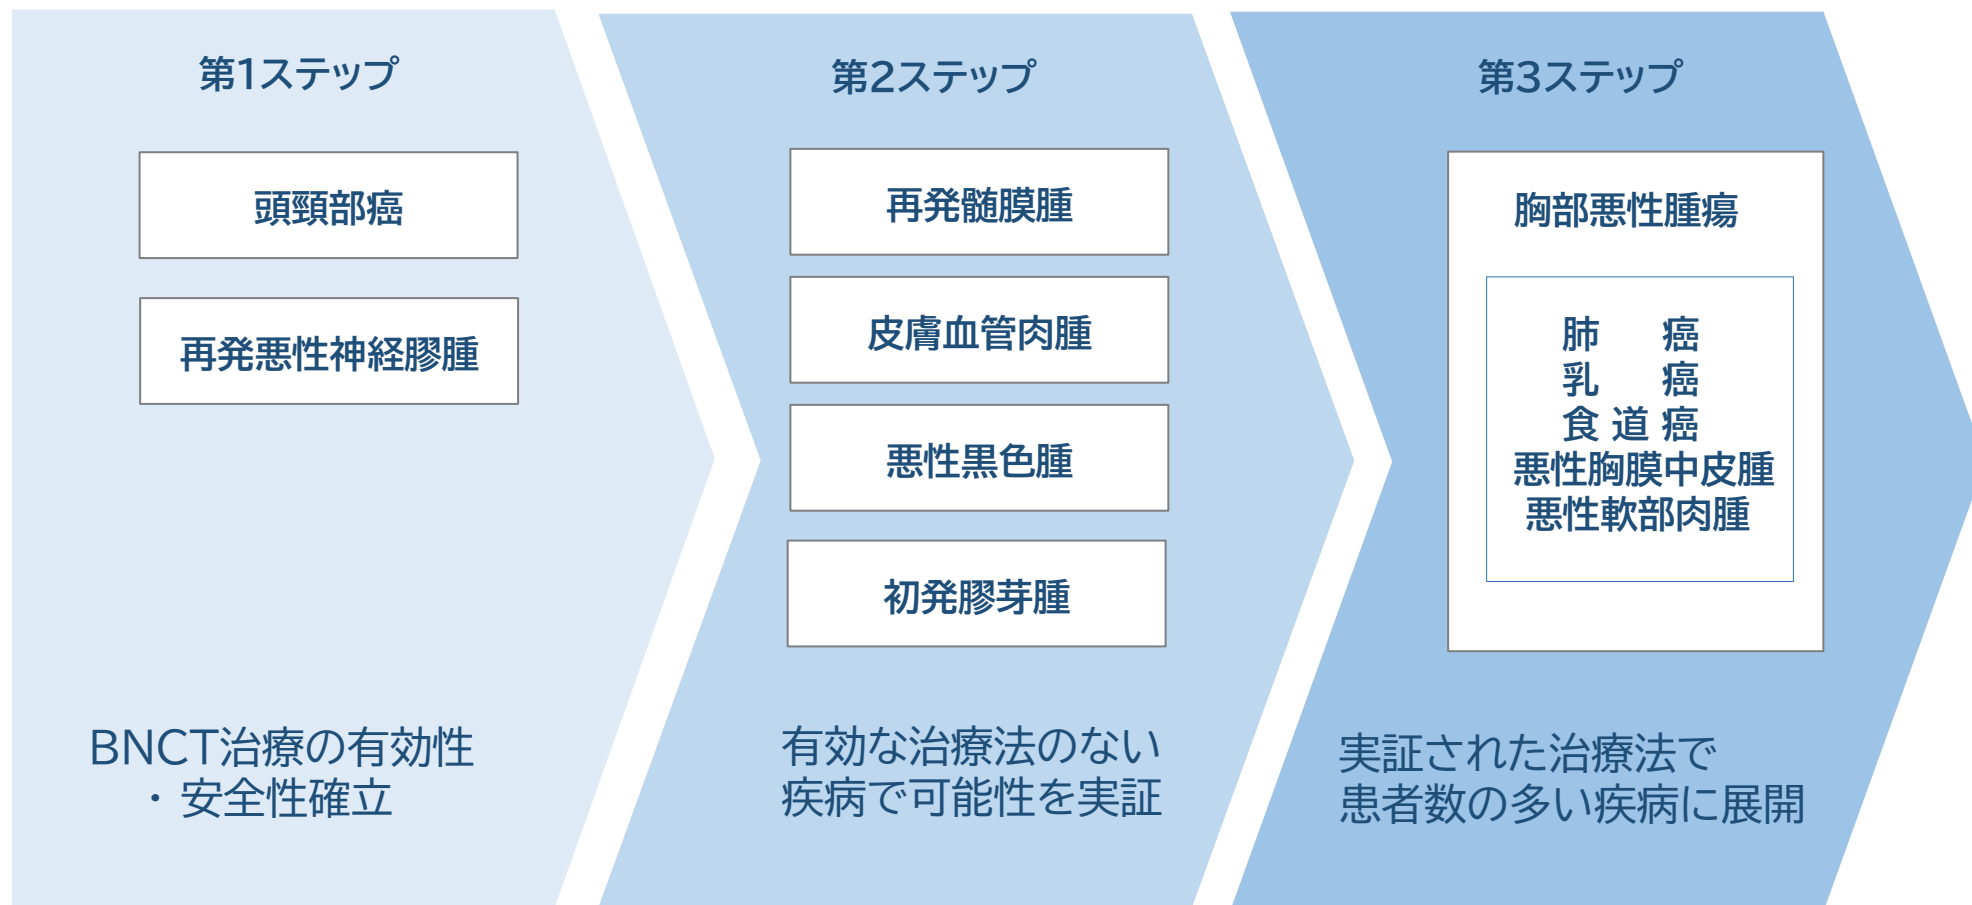 第1ステップ
頭頸部癌
再発悪性神経膠腫
BNCT治療の有効性
・安全性確立
第2ステップ
再発髄膜腫
皮膚血管肉腫
悪性黒色腫
初発膠芽腫
有効な治療法のない
疾病で可能性を実証
第3ステップ
胸部悪性腫瘍
肺　癌
乳　癌
食道癌
悪性胸膜中皮腫
悪性軟部肉腫
実証された治療法で
患者数の多い疾病に展開